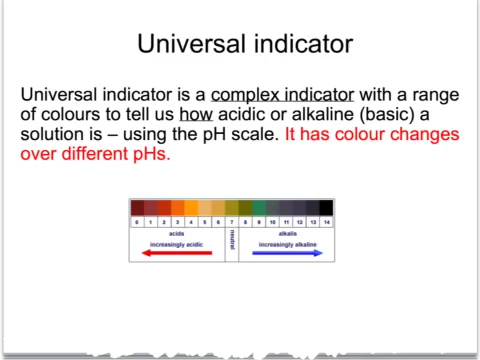 Universal indicator
Universal indicator is a complex indicator with a range
of colours to tell us how acidic or alkaline (basic) a
solution is – using the pH scale. It has colour changes
over different pHs.
0 1 2 3 4 5 6 7 8 9 10 11 12 13 14
acids neutral alkalis
increasingly acidic increasingly alkaline